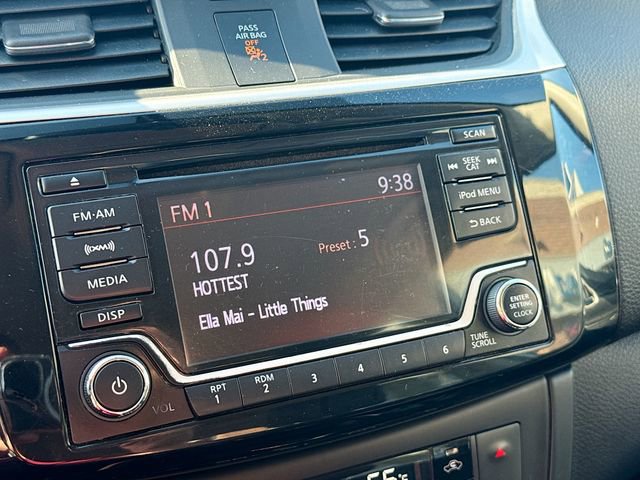 PASS
AIR BAG
OFF
2
SCAN
SEEK
CAT
iPod MENU
BACK
FM·AM
((XM))
MEDIA
DISP
FM 1
9:38
107.9
Preset : 5
HOTTEST
Ella Mai - Little Things
ENTER
SETTING
CLOCK
TUNE
SCROLL
VOL
RPT
1
RDM
2
3
4
5
6